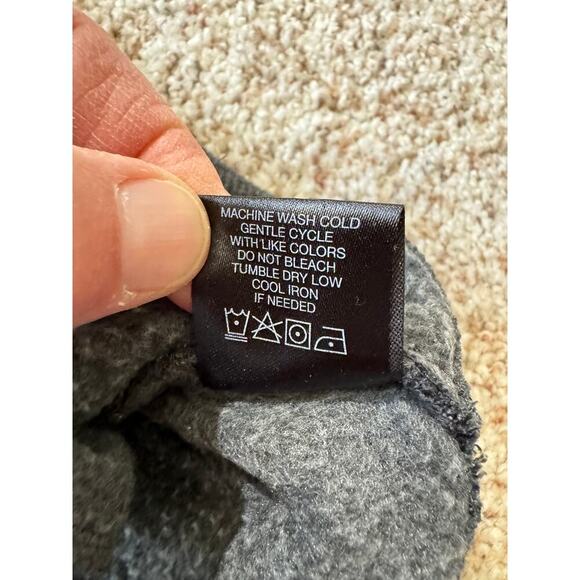 MACHINE WASH COLD
GENTLE CYCLE
WITH LIKE COLORS
DO NOT BLEACH
TUMBLE DRY LOW
COOL IRON
IF NEEDED